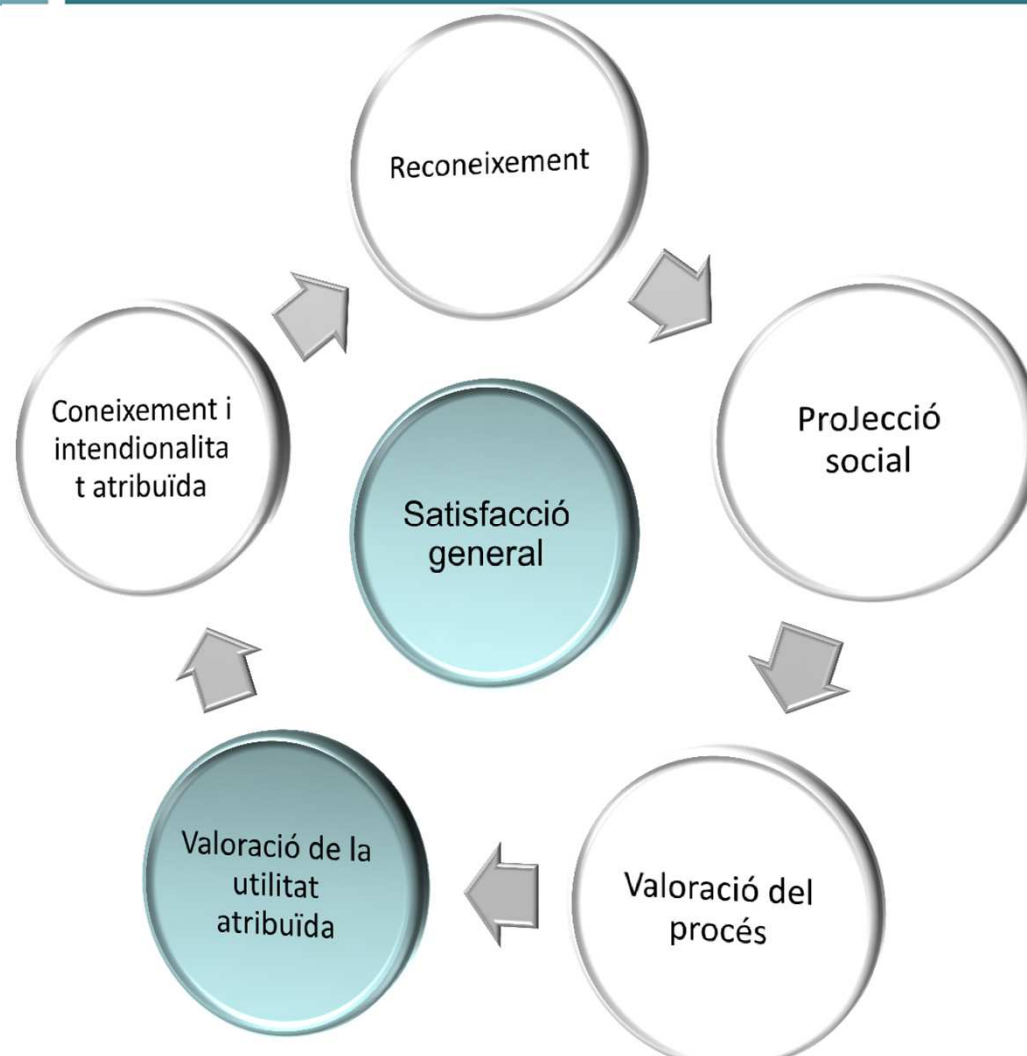 Reconeixement
ProJecció
social
Valoració del
procés
Valoració de la
utilitat
atribuïda
Coneixement i
intendionalita
t atribuïda
Satisfacció
general